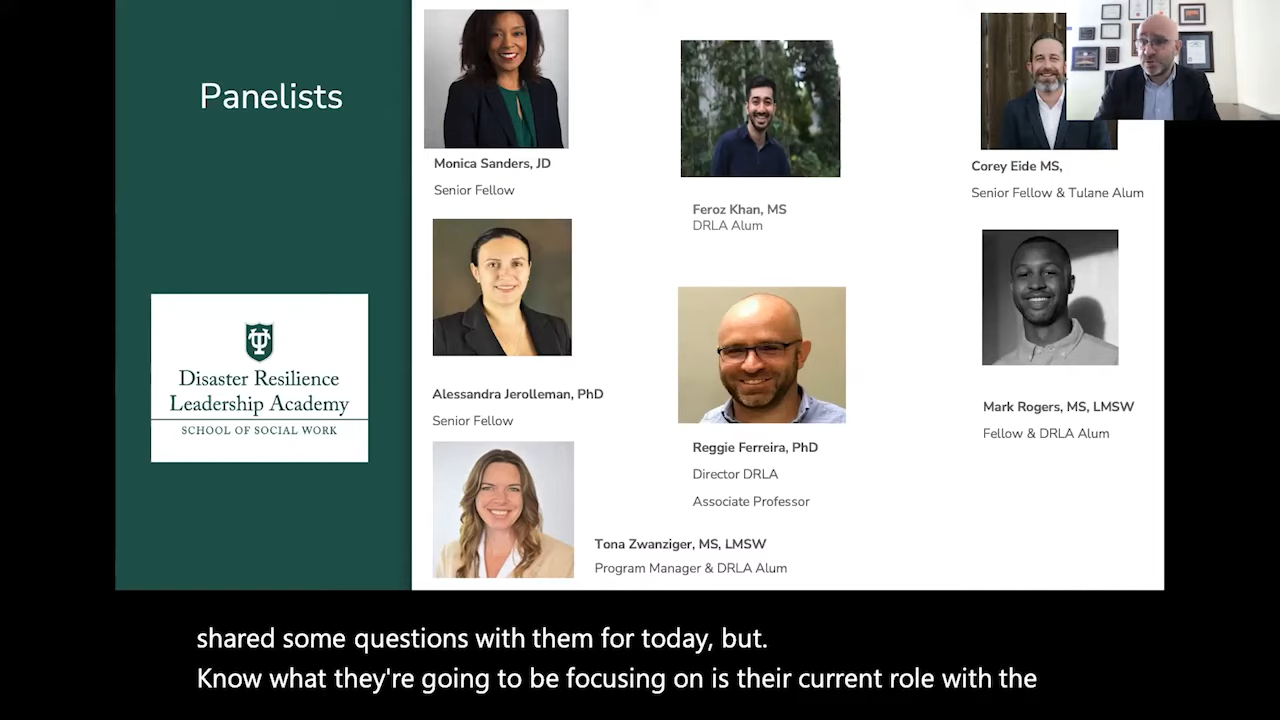 Panelists
Disaster Resilience
Leadership Academy
SCHOOL OF SOCIAL WORK
Monica Sanders, JD
Senior Fellow
Feroz Khan, MS
DRLA Alum
Corey Eide MS,
Senior Fellow & Tulane Alum
Alessandra Jerolleman, PhD
Senior Fellow
Reggie Ferreira, PhD
Director DRLA
Associate Professor
Mark Rogers, MS, LMSW
Fellow & DRLA Alum
Tona Zwanziger, MS, LMSW
Program Manager & DRLA Alum
shared some questions with them for today, but.
Know what they're going to be focusing on is their current role with the